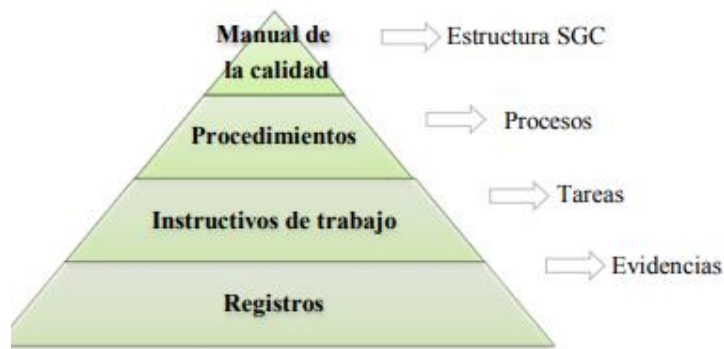 Manual de
la calidad
Estructura SGC
Procedimientos
Procesos
Instructivos de trabajo
Tareas
Registros
Evidencias